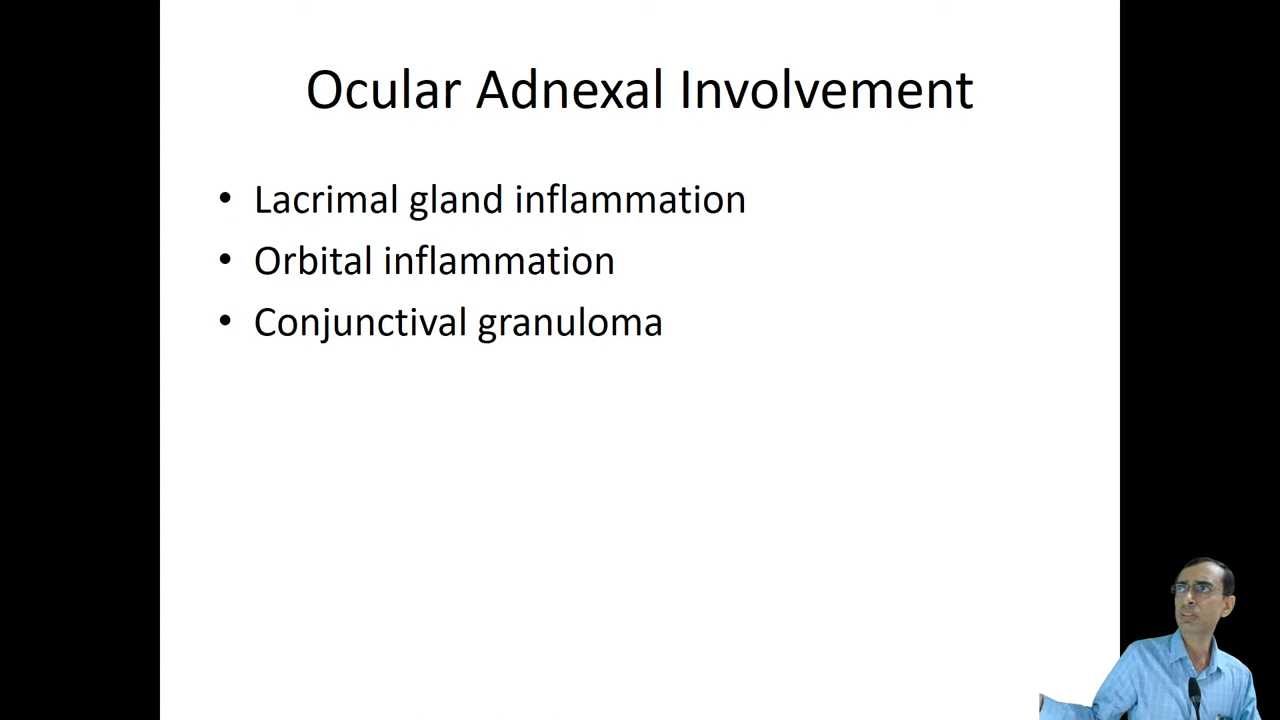 Ocular Adnexal Involvement
• Lacrimal gland inflammation
• Orbital inflammation
• Conjunctival granuloma